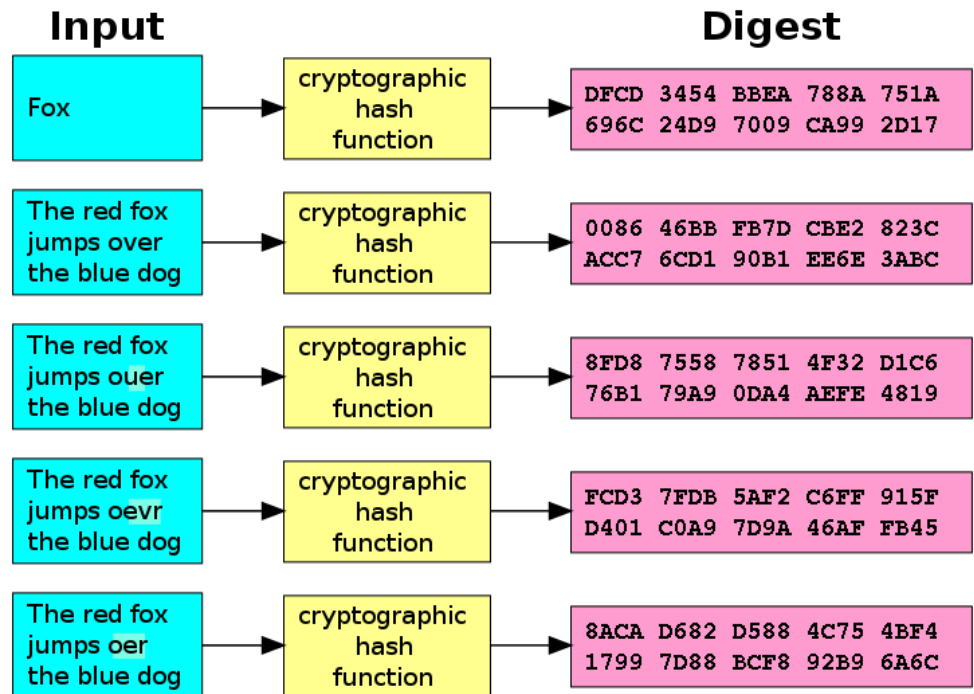 Input
Digest
Fox
cryptographic
hash
function
DFCD 3454 BBEA 788A 751A
696C 24D9 7009 CA99 2D17
The red fox
jumps over
the blue dog
cryptographic
hash
function
0086 46BB FB7D CBE2 823C
ACC7 6CD1 90B1 EE6E 3ABC
The red fox
jumps ouer
the blue dog
cryptographic
hash
function
8FD8 7558 7851 4F32 D1C6
76B1 79A9 0DA4 AEFE 4819
The red fox
jumps oevr
the blue dog
cryptographic
hash
function
FCD3 7FDB 5AF2 C6FF 915F
D401 C0A9 7D9A 46AF FB45
The red fox
jumps oer
the blue dog
cryptographic
hash
function
8ACA D682 D588 4C75 4BF4
1799 7D88 BCF8 92B9 6A6C